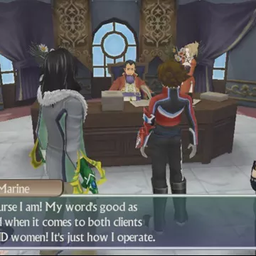 Marine
urse I am! My word's good as
when it comes to both clients
D women! It's just how I operate.